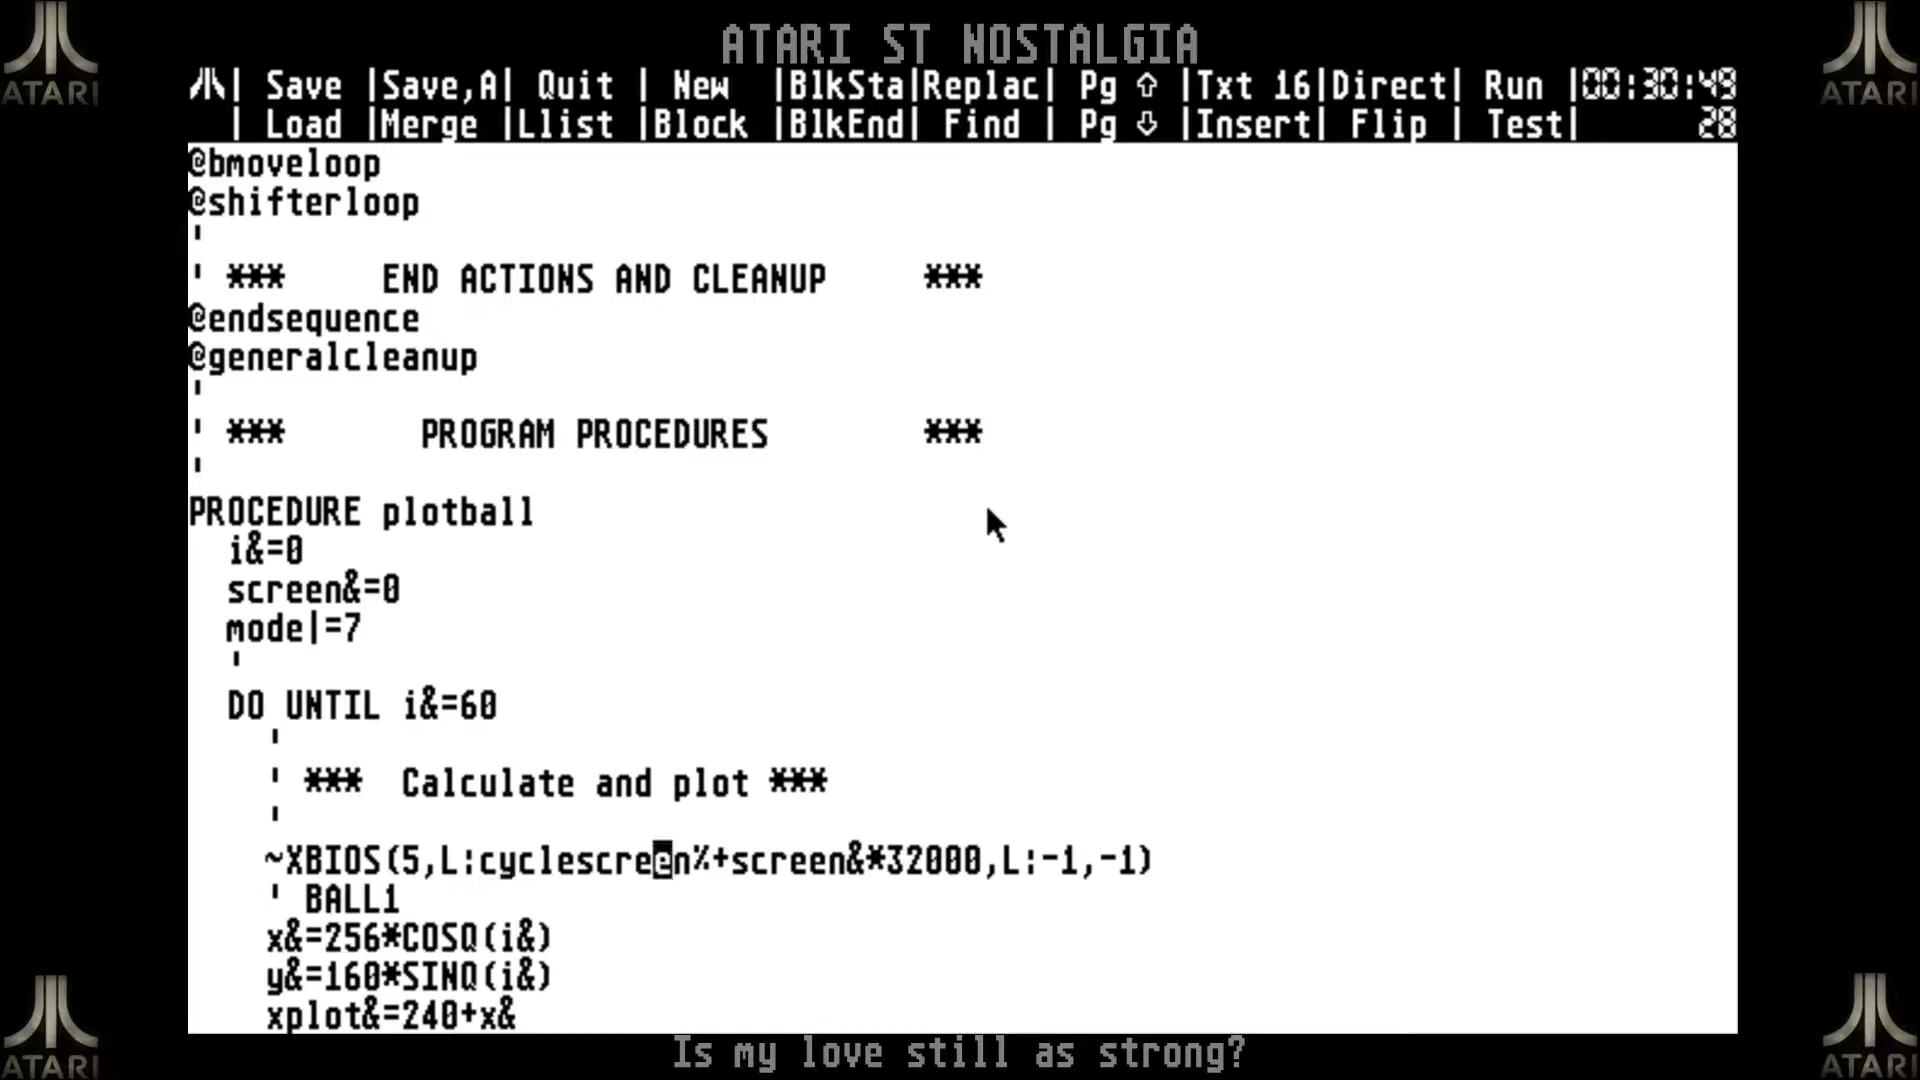 ATARI ST NOSTALGIA
ATARI
ATARI
| Save |Save,A| Quit | New |BlkSta|Replac| Pg ⇧ |Txt 16|Direct| Run |00:30:49
| Load |Merge |Llist |Block |BlkEnd| Find | Pg ⇩ |Insert| Flip | Test| 28
@bmoveloop
@shifterloop
'
' *** END ACTIONS AND CLEANUP ***
@endsequence
@generalcleanup
'
' *** PROGRAM PROCEDURES ***
'
PROCEDURE plotball
i&=0
screen&=0
mode|=7
'
DO UNTIL i&=60
'
' *** Calculate and plot ***
'
~XBIOS(5,L:cyclescreen%+screen&*32000,L:-1,-1)
' BALL1
x&=256*COSQ(i&)
y&=160*SINQ(i&)
xplot&=240+x&
Is my love still as strong?
ATARI
ATARI